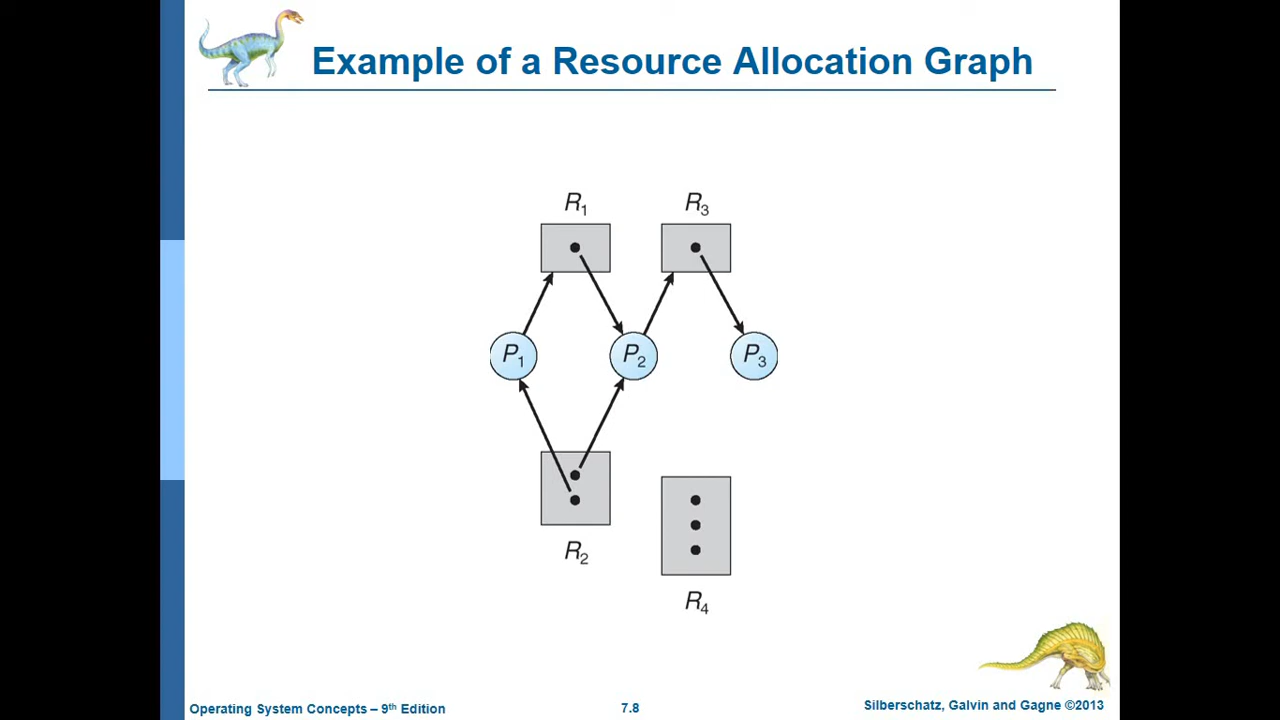 Example of a Resource Allocation Graph
R1 R3
P1 P2 P3
R2
R4
Operating System Concepts – 9th Edition 7.8 Silberschatz, Galvin and Gagne ©2013